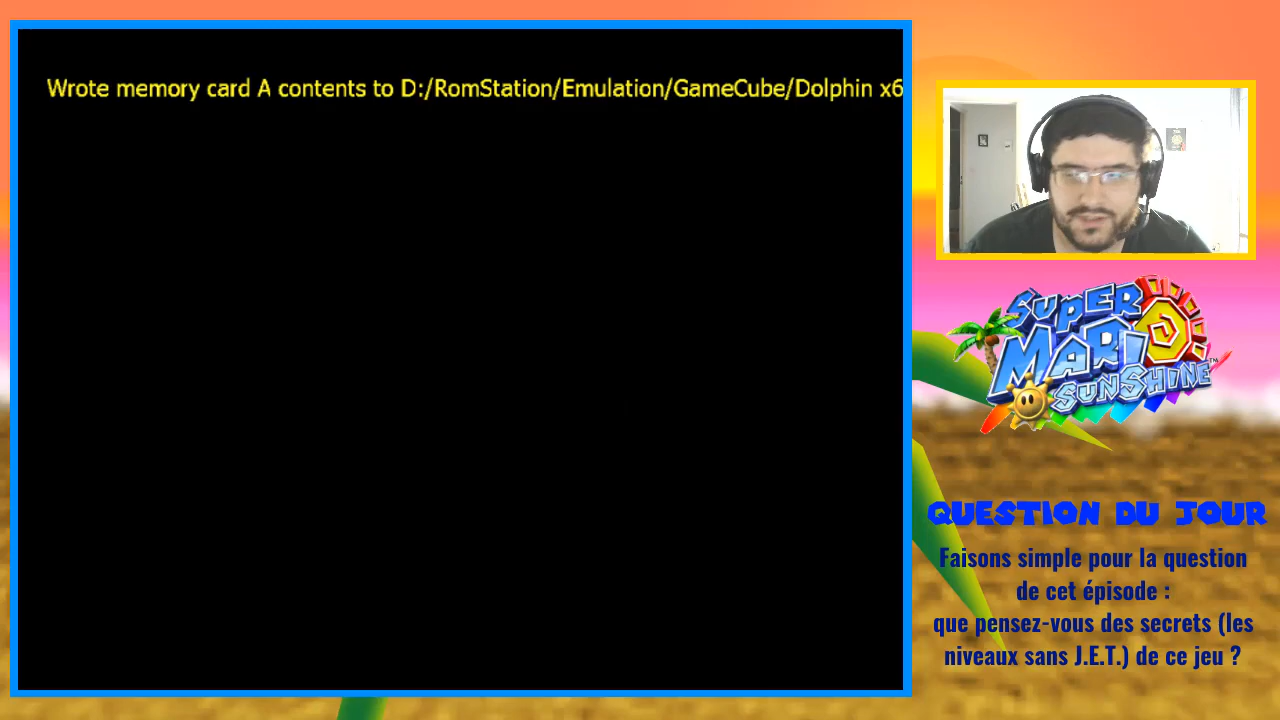 Wrote memory card A contents to D:/RomStation/Emulation/GameCube/Dolphin x6
SUPER
MARIO
SUNSHINE™
QUESTION DU JOUR
Faisons simple pour la question
de cet épisode :
que pensez-vous des secrets (les
niveaux sans J.E.T.) de ce jeu ?